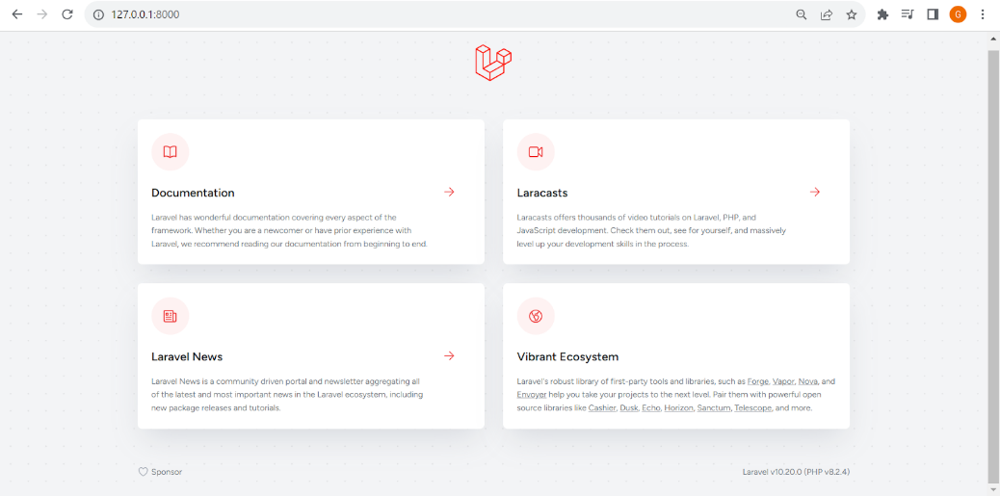 127.0.0.1:8000
G
Documentation
Laravel has wonderful documentation covering every aspect of the
framework. Whether you are a newcomer or have prior experience with
Laravel, we recommend reading our documentation from beginning to end.
Laracasts
Laracasts offers thousands of video tutorials on Laravel, PHP, and
JavaScript development. Check them out, see for yourself, and massively
level up your development skills in the process.
Laravel News
Laravel News is a community driven portal and newsletter aggregating all
of the latest and most important news in the Laravel ecosystem, including
new package releases and tutorials.
Vibrant Ecosystem
Laravel's robust library of first-party tools and libraries, such as Forge, Vapor, Nova, and
Envoyer help you take your projects to the next level. Pair them with powerful open
source libraries like Cashier, Dusk, Echo, Horizon, Sanctum, Telescope, and more.
Sponsor
Laravel v10.20.0 (PHP v8.2.4)